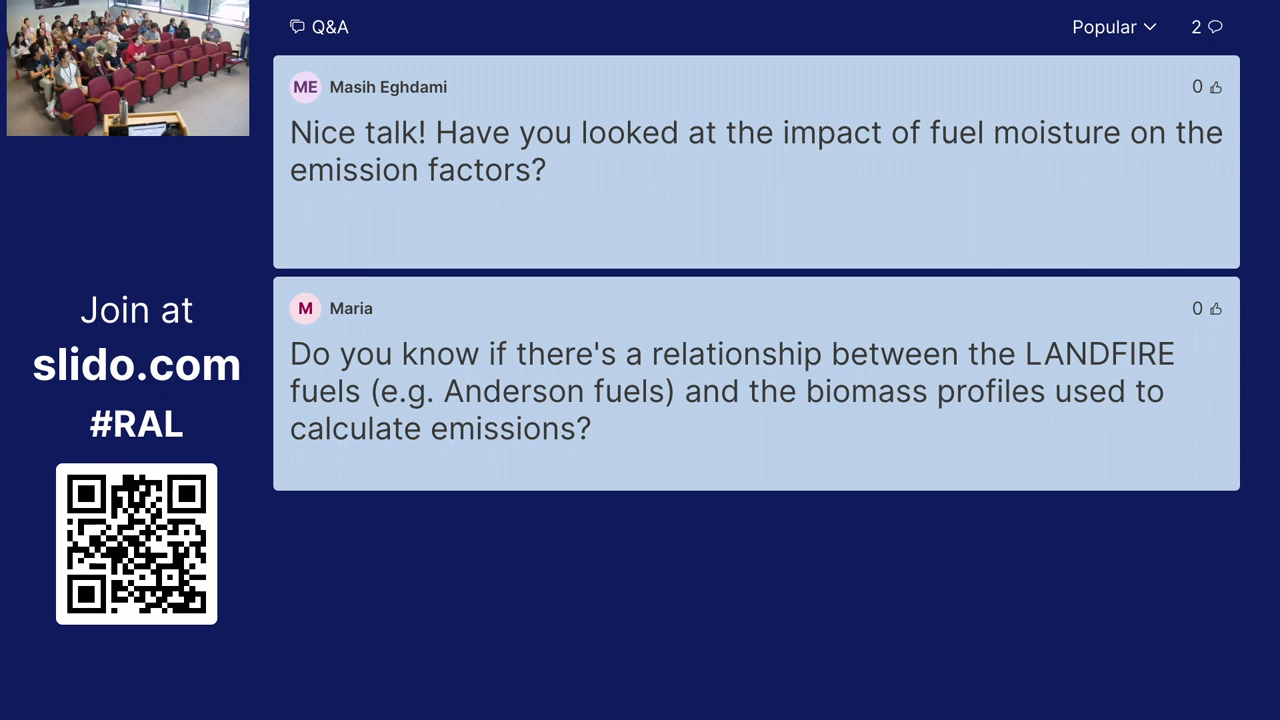 Q&A
Popular
2
ME Masih Eghdami
0
Nice talk! Have you looked at the impact of fuel moisture on the
emission factors?
M Maria
0
Do you know if there's a relationship between the LANDFIRE
fuels (e.g. Anderson fuels) and the biomass profiles used to
calculate emissions?
Join at
slido.com
#RAL